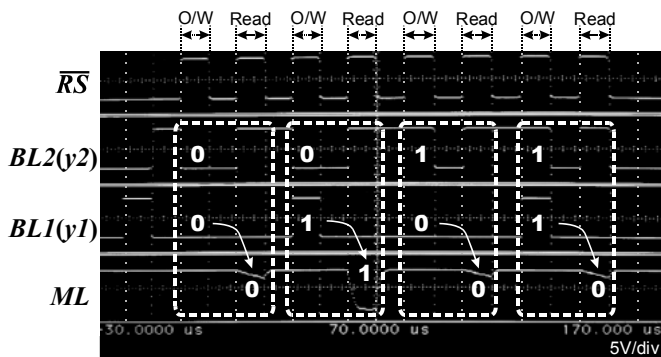 O/W Read O/W Read O/W Read O/W Read
RS
BL2(y2) 0 0 1 1
BL1(y1) 0 1 0 1
ML 0 1 0 0
-30.0000 us 70.0000 us 170.000 us
5V/div